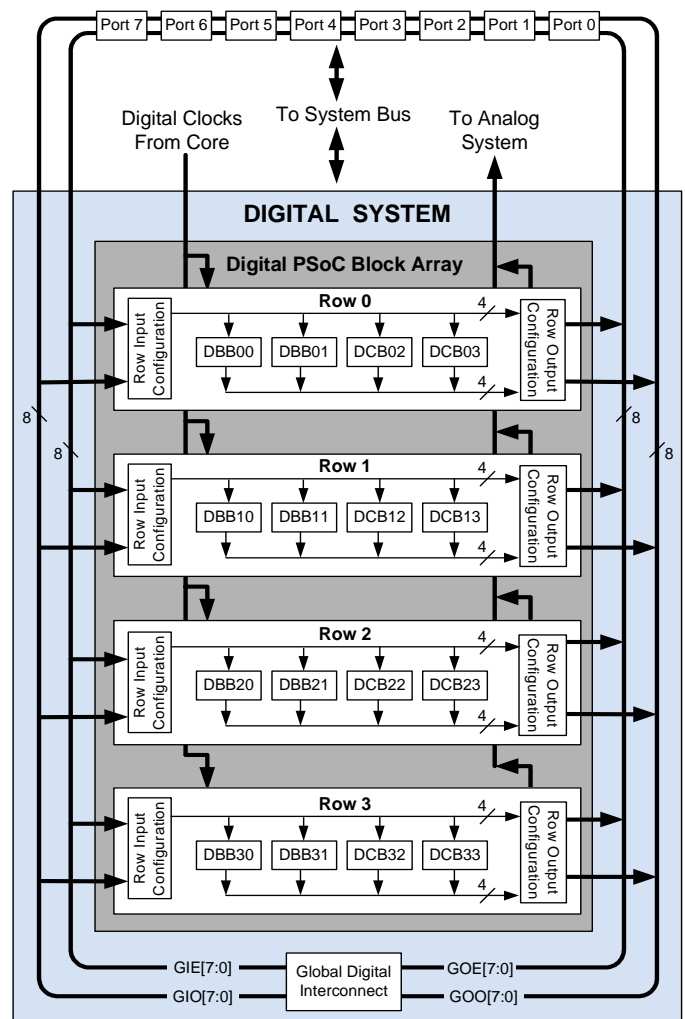 Port 7 Port 6 Port 5 Port 4 Port 3 Port 2 Port 1 Port 0
Digital Clocks
From Core
To System Bus
To Analog
System
DIGITAL SYSTEM
Digital PSoC Block Array
Row 0
Row Input
Configuration
4
DBB00 DBB01 DCB02 DCB03
4
Row Output
Configuration
8
8
8
8
Row 1
Row Input
Configuration
4
DBB10 DBB11 DCB12 DCB13
4
Row Output
Configuration
Row 2
Row Input
Configuration
4
DBB20 DBB21 DCB22 DCB23
4
Row Output
Configuration
Row 3
Row Input
Configuration
4
DBB30 DBB31 DCB32 DCB33
4
Row Output
Configuration
GIE[7:0]
GIO[7:0]
Global Digital
Interconnect
GOE[7:0]
GOO[7:0]